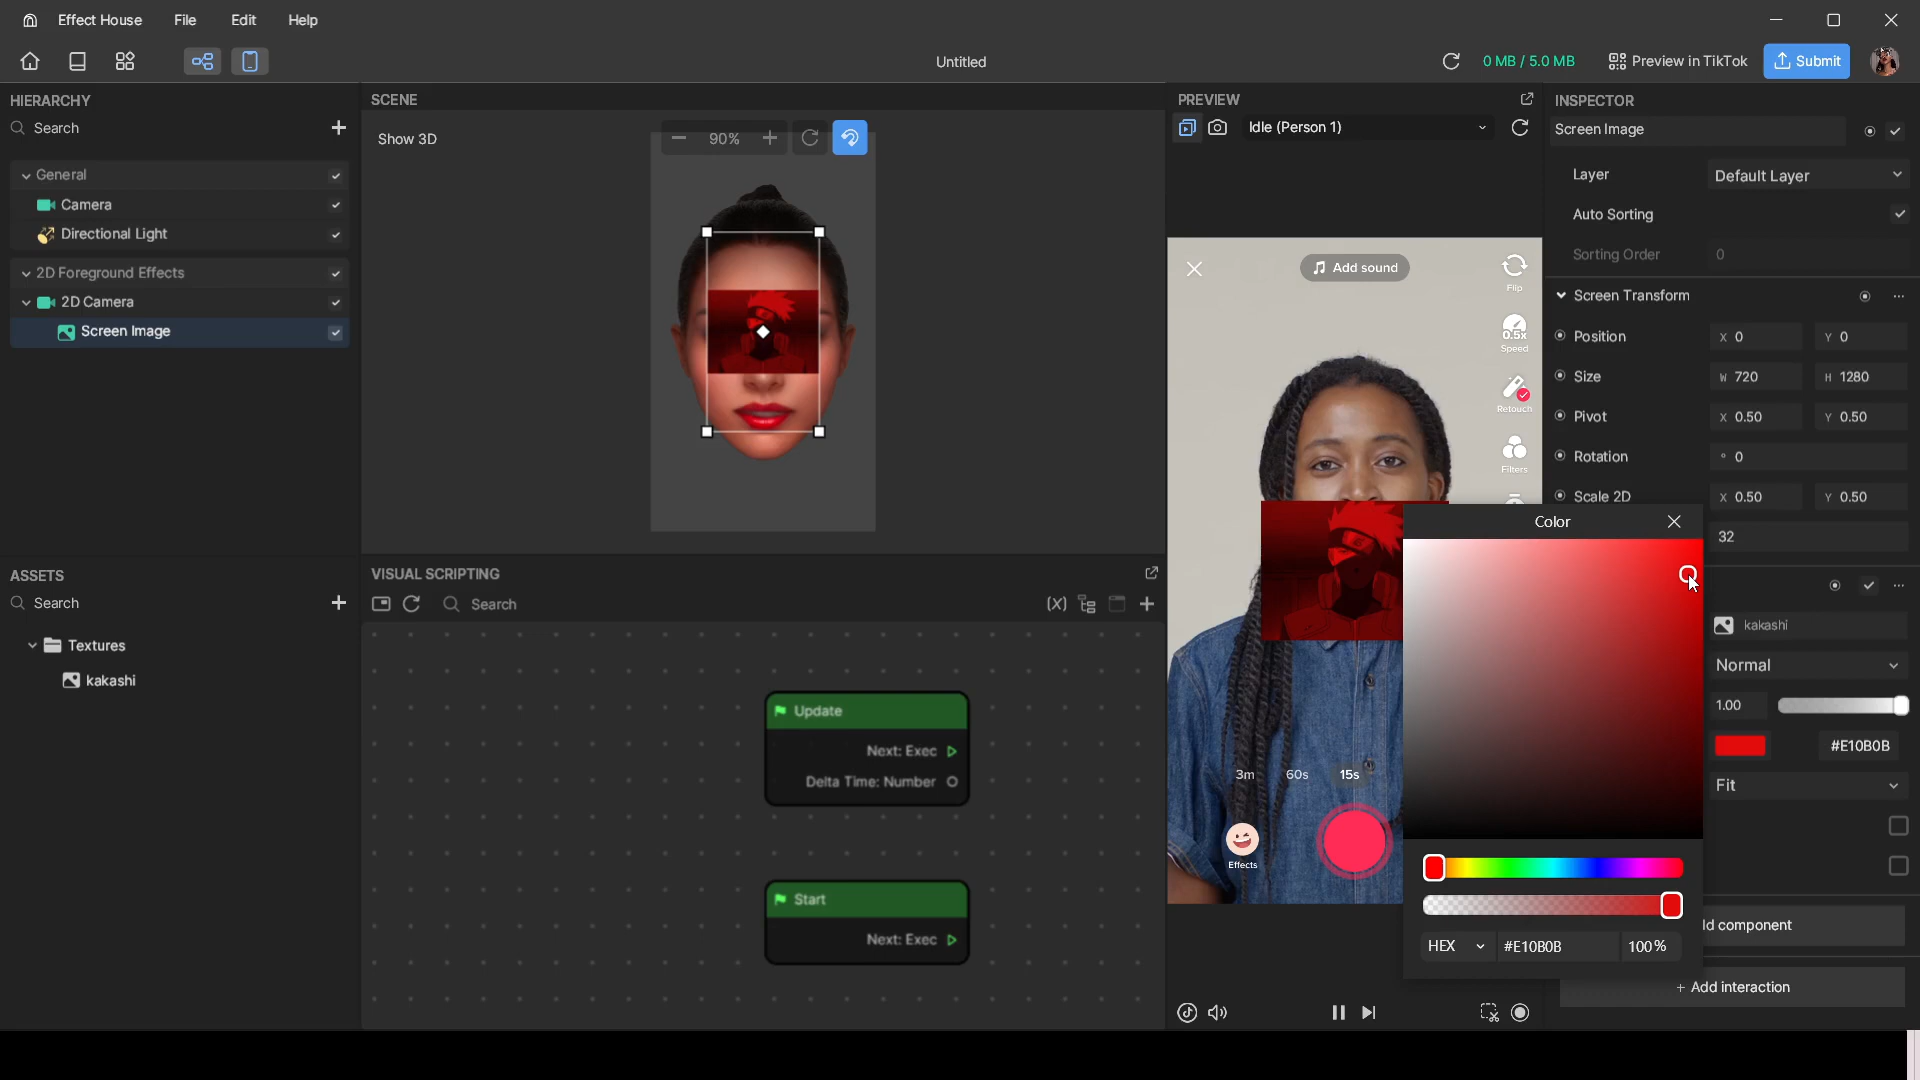 Effect House File Edit Help
Untitled
0 MB / 5.0 MB
Preview in TikTok
Submit
HIERARCHY
Search
General
Camera
Directional Light
2D Foreground Effects
2D Camera
Screen Image
ASSETS
Search
Textures
kakashi
SCENE
Show 3D
90%
VISUAL SCRIPTING
Search
(X)
Update
Next: Exec
Delta Time: Number
Start
Next: Exec
PREVIEW
Idle (Person 1)
Add sound
Flip
0.5x
Speed
Retouch
Filters
3m 60s 15s
Effects
INSPECTOR
Screen Image
Layer Default Layer
Auto Sorting
Sorting Order 0
Screen Transform
Position X 0 Y 0
Size W 720 H 1280
Pivot X 0.50 Y 0.50
Rotation ° 0
Scale 2D X 0.50 Y 0.50
32
kakashi
Normal
1.00
#E10B0B
Fit
dd component
+ Add interaction
Color
HEX #E10B0B 100%